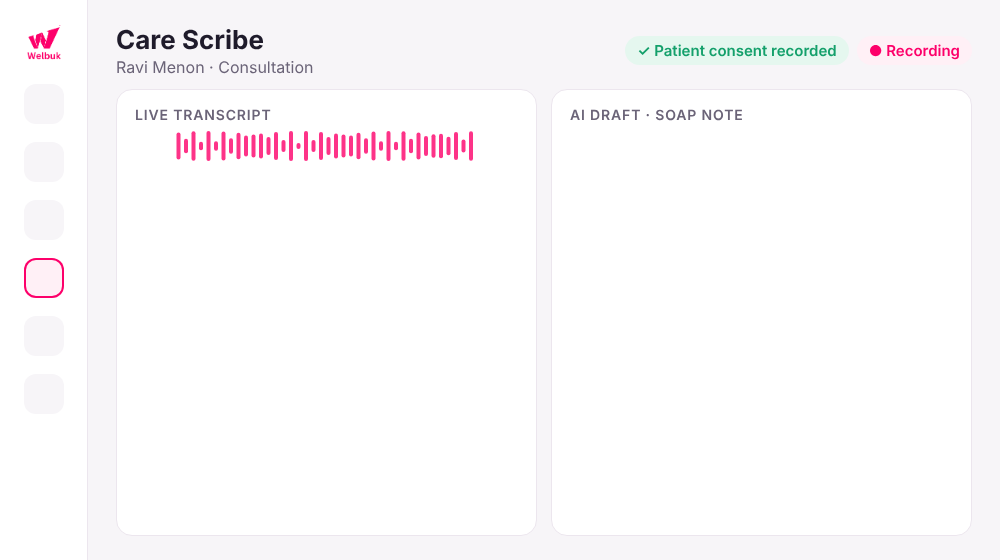 Welbuk
Care Scribe
Ravi Menon · Consultation
✓ Patient consent recorded
Recording
LIVE TRANSCRIPT
AI DRAFT · SOAP NOTE